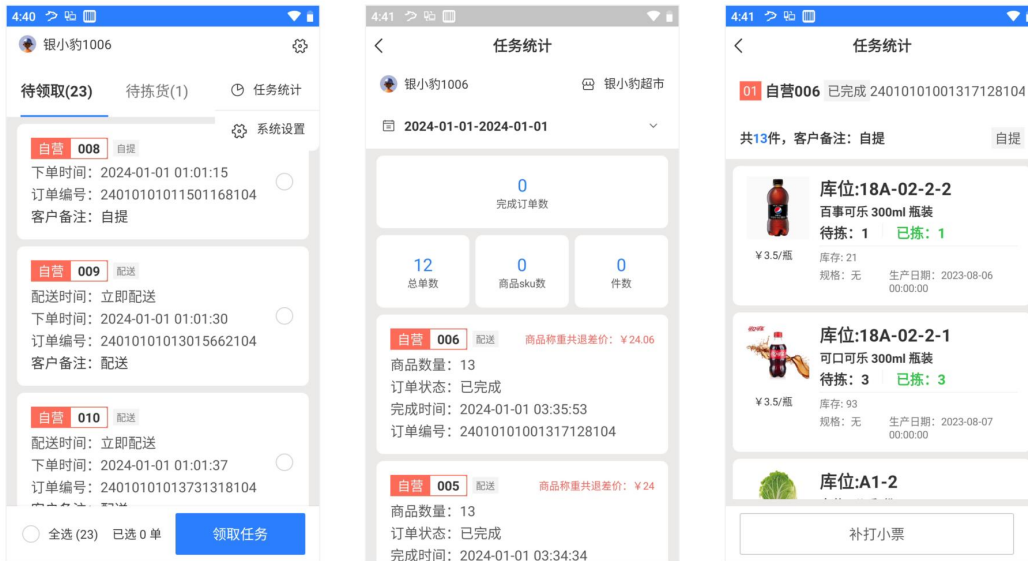 4:40
银小豹1006
待领取(23)
待拣货(1)
任务统计
系统设置
自营 008 自提
下单时间：2024-01-01 01:01:15
订单编号：24010101011501168104
客户备注：自提
自营 009 配送
配送时间：立即配送
下单时间：2024-01-01 01:01:30
订单编号：24010101013015662104
客户备注：配送
自营 010 配送
配送时间：立即配送
下单时间：2024-01-01 01:01:37
订单编号：24010101013731318104
全选 (23) 已选 0 单 领取任务
4:41
任务统计
银小豹1006 银小豹超市
2024-01-01-2024-01-01
0
完成订单数
12 0 0
总单数 商品sku数 件数
自营 006 配送 商品称重共退差价：￥24.06
商品数量：13
订单状态：已完成
完成时间：2024-01-01 03:35:53
订单编号：24010101001317128104
自营 005 配送 商品称重共退差价：￥24
商品数量：13
订单状态：已完成
完成时间：2024-01-01 03:34:34
4:41
任务统计
01 自营006 已完成 24010101001317128104
共13件，客户备注：自提 自提
库位:18A-02-2-2
百事可乐 300ml 瓶装
待拣：1 已拣：1
￥3.5/瓶
库存: 21
规格：无 生产日期：2023-08-06
00:00:00
库位:18A-02-2-1
可口可乐 300ml 瓶装
待拣：3 已拣：3
￥3.5/瓶
库存: 93
规格：无 生产日期：2023-08-07
00:00:00
库位:A1-2
补打小票